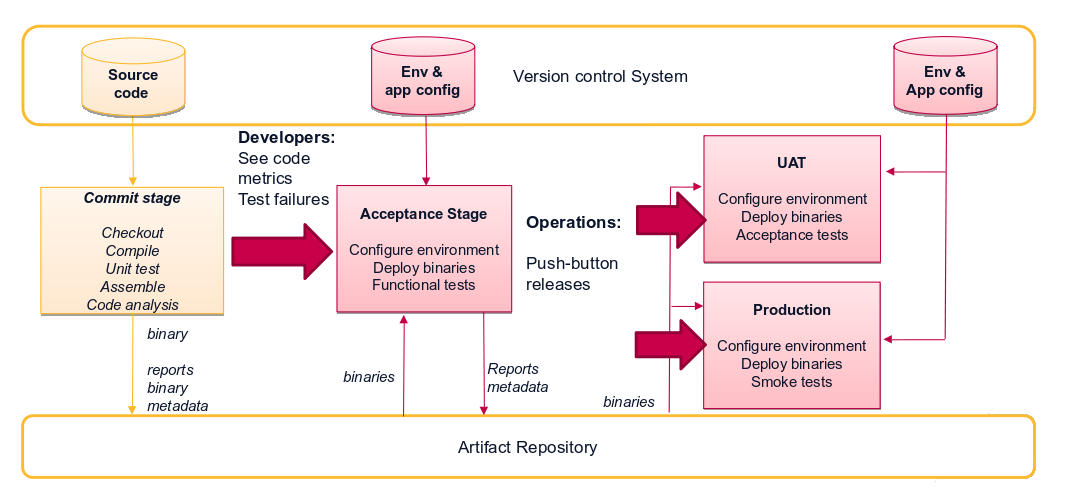 Source
code
Env &
app config
Version control System
Env &
App config
Developers:
See code
metrics
Test failures
Commit stage
Checkout
Compile
Unit test
Assemble
Code analysis
Acceptance Stage
Configure environment
Deploy binaries
Functional tests
Operations:
Push-button
releases
UAT
Configure environment
Deploy binaries
Acceptance tests
Production
Configure environment
Deploy binaries
Smoke tests
binary
reports
binary
metadata
binaries
Reports
metadata
binaries
Artifact Repository